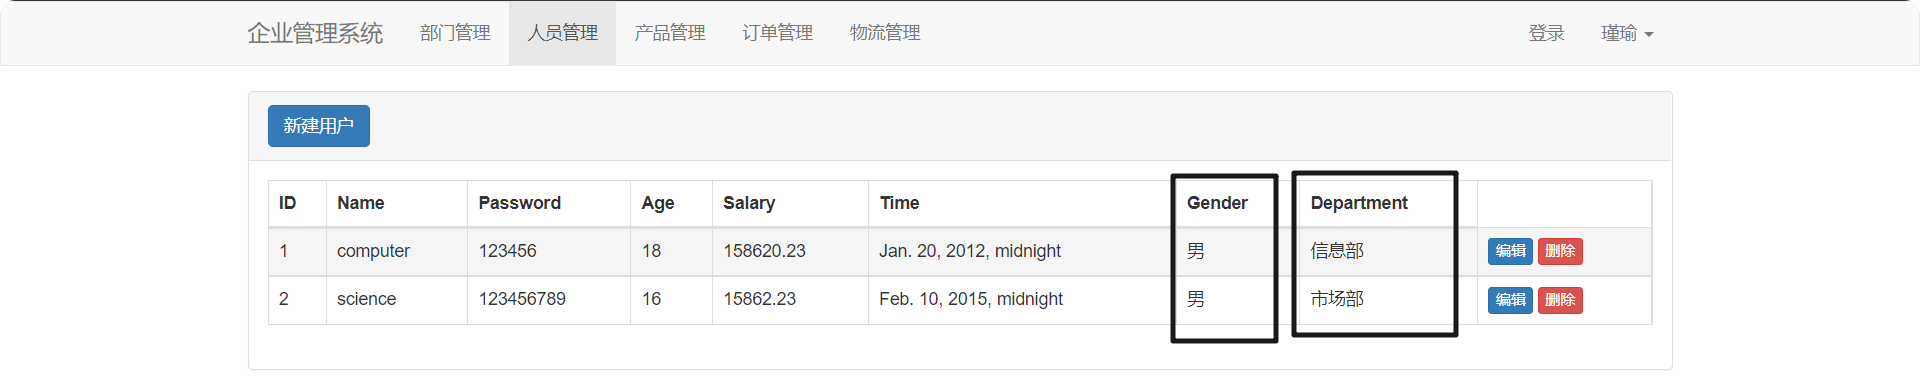 企业管理系统 部门管理 人员管理 产品管理 订单管理 物流管理 登录 瑾瑜
新建用户
ID Name Password Age Salary Time Gender Department
1 computer 123456 18 158620.23 Jan. 20, 2012, midnight 男 信息部 编辑 删除
2 science 123456789 16 15862.23 Feb. 10, 2015, midnight 男 市场部 编辑 删除